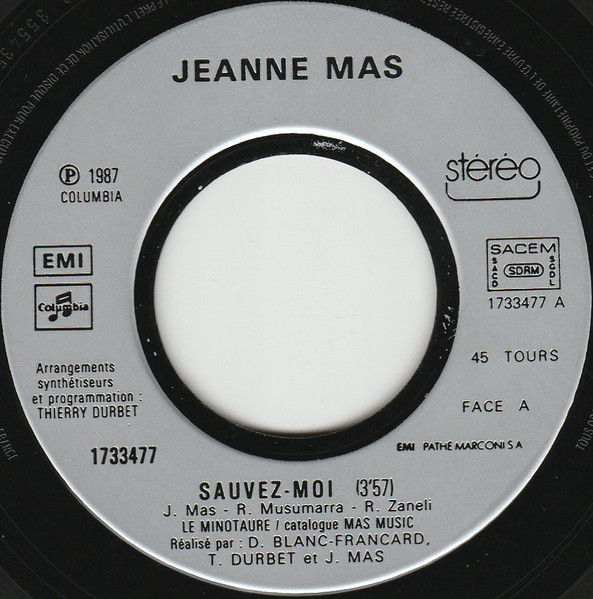 JEANNE MAS
Ⓟ 1987
COLUMBIA
stéréo
EMI
Columbia
SACEM
SACD
SDRM
SGDL
1733477 A
45 TOURS
FACE A
Arrangements
synthétiseurs
et programmation :
THIERRY DURBET
EMI PATHÉ MARCONI S A
1733477
SAUVEZ-MOI (3'57)
J. Mas - R. Musumarra - R. Zaneli
LE MINOTAURE / catalogue MAS MUSIC
Réalisé par : D. BLANC-FRANCARD,
T. DURBET et J. MAS